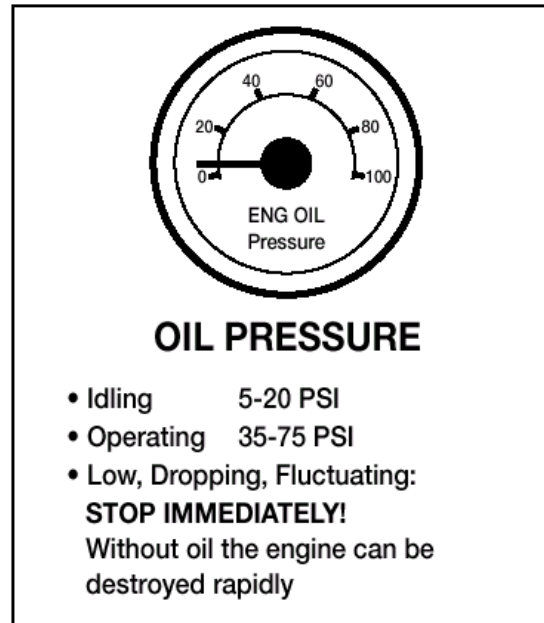 40 60
20 80
0 100
ENG OIL
Pressure
OIL PRESSURE
• Idling 5-20 PSI
• Operating 35-75 PSI
• Low, Dropping, Fluctuating:
STOP IMMEDIATELY!
Without oil the engine can be
destroyed rapidly